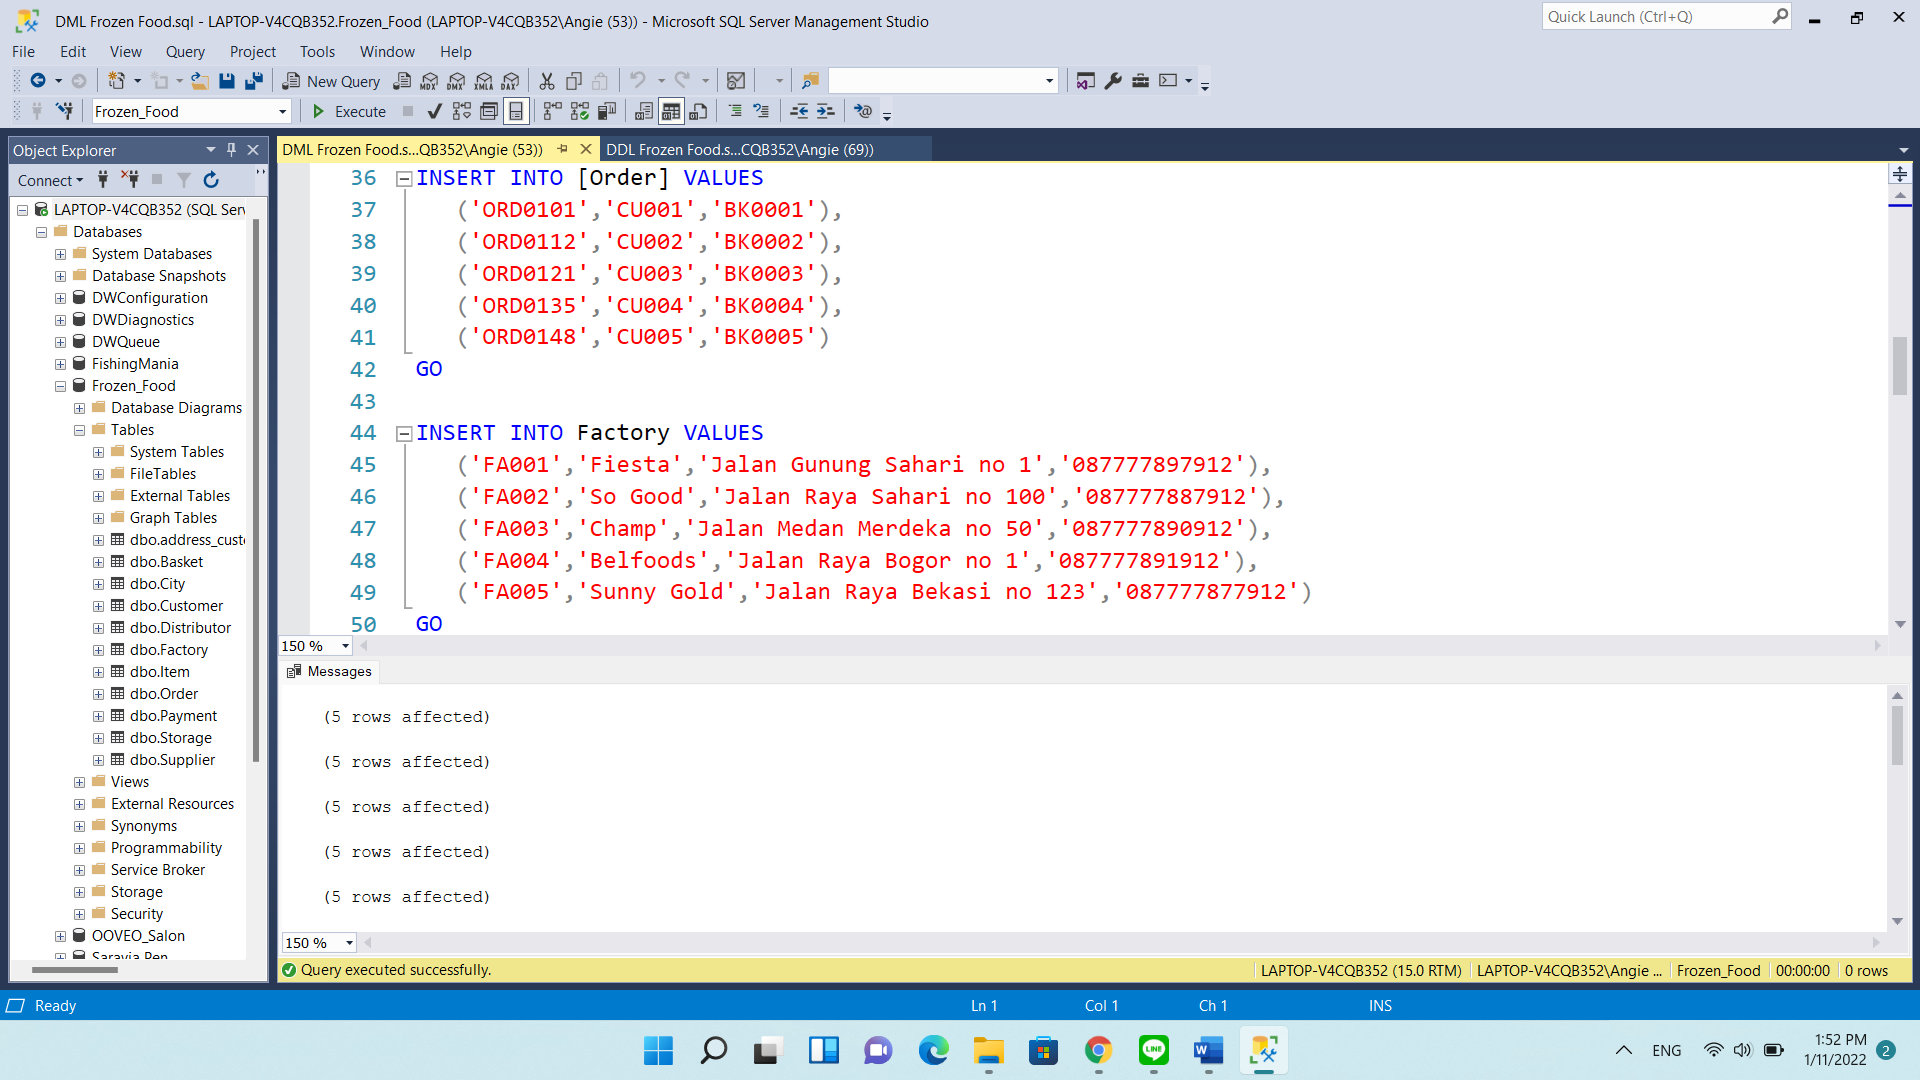 DML Frozen Food.sql - LAPTOP-V4CQB352.Frozen_Food (LAPTOP-V4CQB352\Angie (53)) - Microsoft SQL Server Management Studio
Quick Launch (Ctrl+Q)
File Edit View Query Project Tools Window Help
New Query MDX DMX XMLA DAX
Frozen_Food Execute
Object Explorer
Connect
LAPTOP-V4CQB352 (SQL Serv
Databases
System Databases
Database Snapshots
DWConfiguration
DWDiagnostics
DWQueue
FishingMania
Frozen_Food
Database Diagrams
Tables
System Tables
FileTables
External Tables
Graph Tables
dbo.address_custo
dbo.Basket
dbo.City
dbo.Customer
dbo.Distributor
dbo.Factory
dbo.Item
dbo.Order
dbo.Payment
dbo.Storage
dbo.Supplier
Views
External Resources
Synonyms
Programmability
Service Broker
Storage
Security
OOVEO_Salon
Saravia Pen
DML Frozen Food.s...QB352\Angie (53)) DDL Frozen Food.s...CQB352\Angie (69))
36 INSERT INTO [Order] VALUES
37 ('ORD0101','CU001','BK0001'),
38 ('ORD0112','CU002','BK0002'),
39 ('ORD0121','CU003','BK0003'),
40 ('ORD0135','CU004','BK0004'),
41 ('ORD0148','CU005','BK0005')
42 GO
43
44 INSERT INTO Factory VALUES
45 ('FA001','Fiesta','Jalan Gunung Sahari no 1','087777897912'),
46 ('FA002','So Good','Jalan Raya Sahari no 100','087777887912'),
47 ('FA003','Champ','Jalan Medan Merdeka no 50','087777890912'),
48 ('FA004','Belfoods','Jalan Raya Bogor no 1','087777891912'),
49 ('FA005','Sunny Gold','Jalan Raya Bekasi no 123','087777877912')
50 GO
150 %
Messages
(5 rows affected)
(5 rows affected)
(5 rows affected)
(5 rows affected)
(5 rows affected)
150 %
Query executed successfully. LAPTOP-V4CQB352 (15.0 RTM) LAPTOP-V4CQB352\Angie ... Frozen_Food 00:00:00 0 rows
Ready Ln 1 Col 1 Ch 1 INS
LINE W ENG 1:52 PM
1/11/2022 2